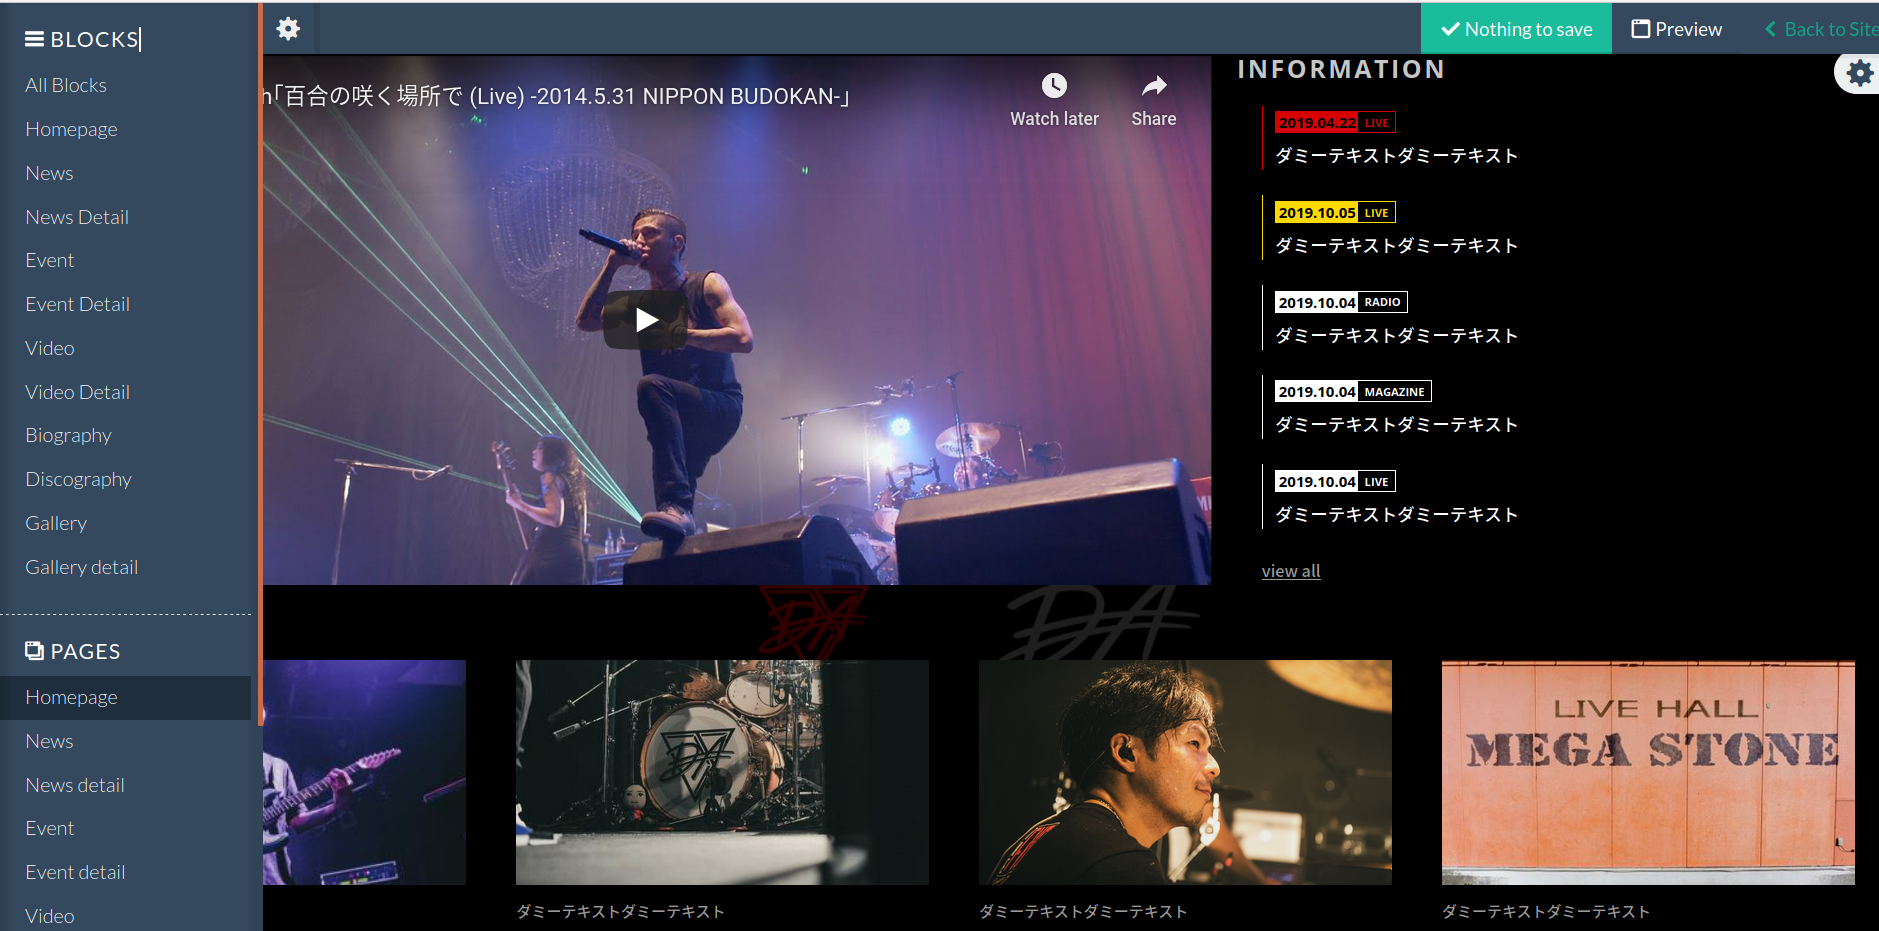 BLOCKS
All Blocks
Homepage
News
News Detail
Event
Event Detail
Video
Video Detail
Biography
Discography
Gallery
Gallery detail
PAGES
Homepage
News
News detail
Event
Event detail
Video
Nothing to save
Preview
Back to Site
h「百合の咲く場所で (Live) -2014.5.31 NIPPON BUDOKAN-」
Watch later
Share
INFORMATION
2019.04.22 LIVE
ダミーテキストダミーテキスト
2019.10.05 LIVE
ダミーテキストダミーテキスト
2019.10.04 RADIO
ダミーテキストダミーテキスト
2019.10.04 MAGAZINE
ダミーテキストダミーテキスト
2019.10.04 LIVE
ダミーテキストダミーテキスト
view all
DA
LIVE HALL
MEGA STONE
ダミーテキストダミーテキスト
ダミーテキストダミーテキスト
ダミーテキストダミーテキスト